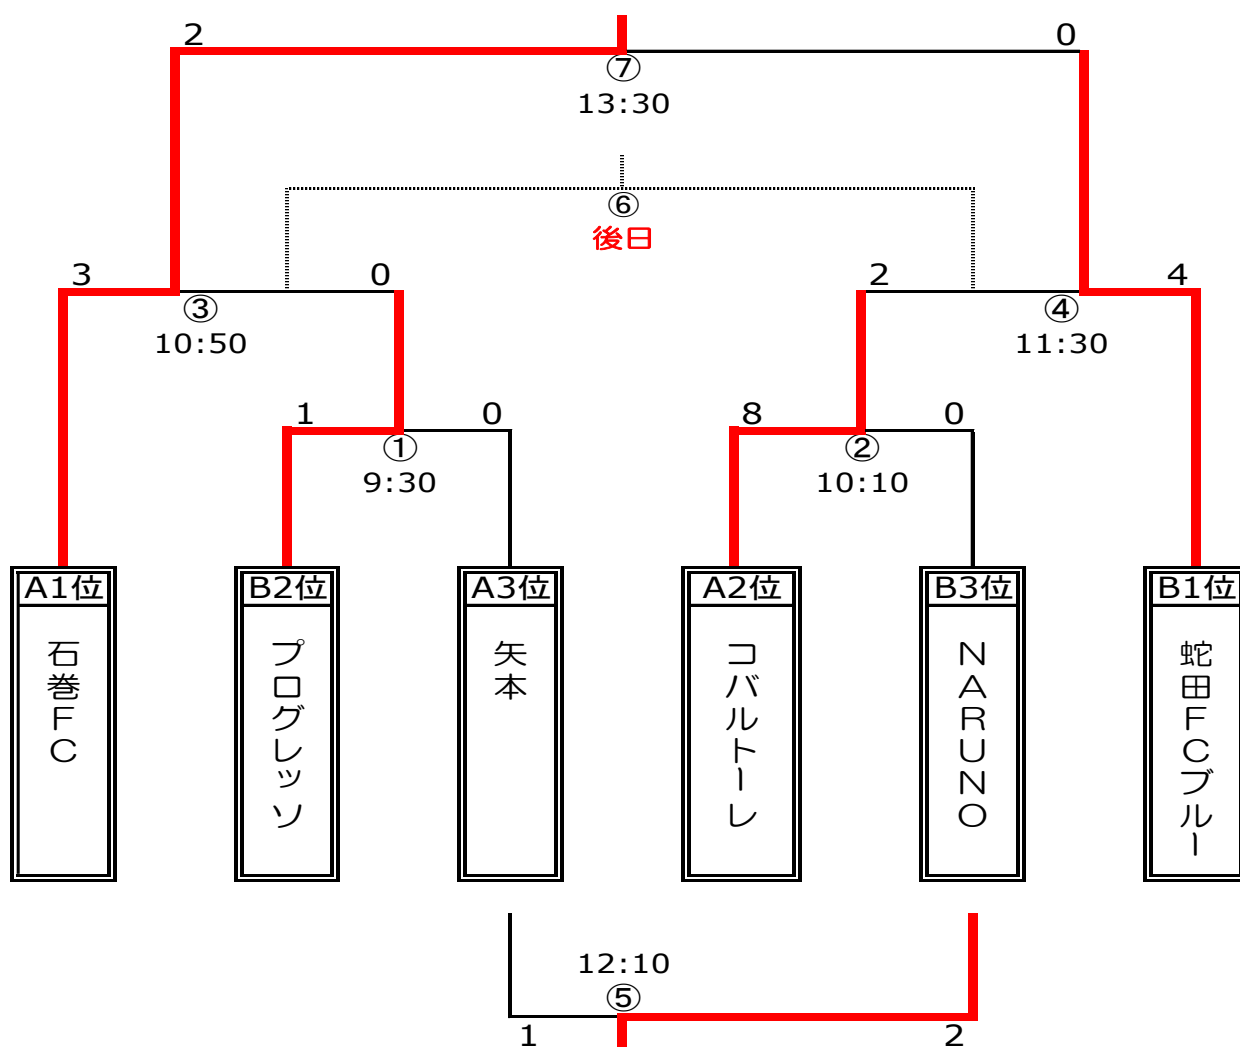 2 0
⑦
13:30
⑥
後日
3 0 2 4
③ ④
10:50 11:30
1 0 8 0
① ②
9:30 10:10
A1位 B2位 A3位 A2位 B3位 B1位
石巻FC
プログレッソ
矢本
コバルトーレ
NARUNO
蛇田FCブルー
12:10
⑤
1 2